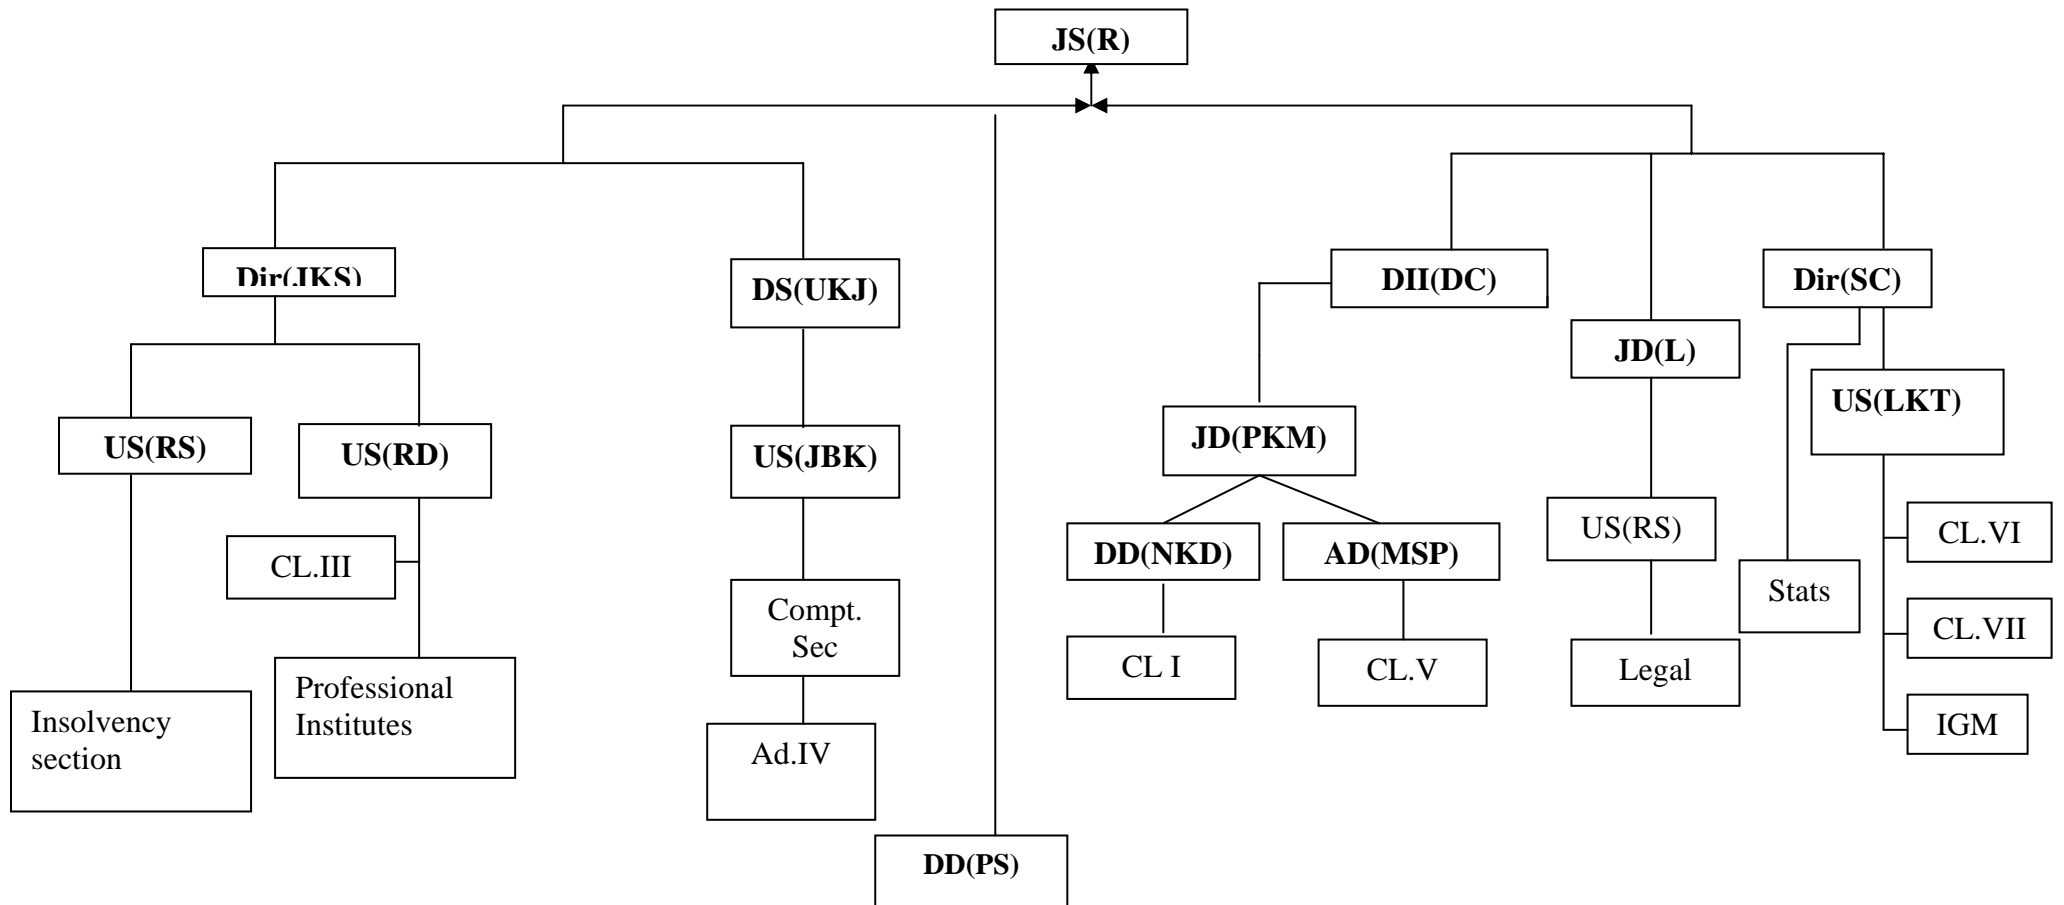 JS(R)
Dir(JKS)
DS(UKJ)
DII(DC)
Dir(SC)
JD(L)
US(LKT)
US(RS)
US(RD)
US(JBK)
JD(PKM)
US(RS)
CL.VI
DD(NKD)
AD(MSP)
CL.III
Stats
Compt.
Sec
CL.VII
CL I
CL.V
Legal
Professional
Institutes
Insolvency
section
Ad.IV
IGM
DD(PS)